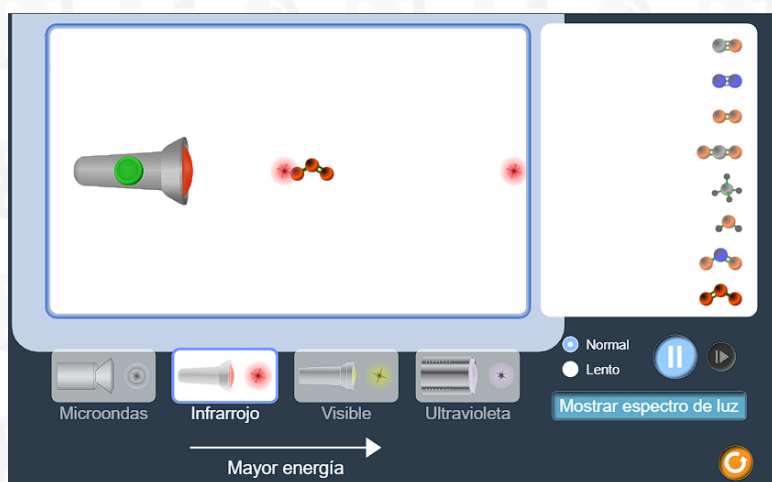 Normal
Lento
Microondas
Infrarrojo
Visible
Ultravioleta
Mostrar espectro de luz
Mayor energía